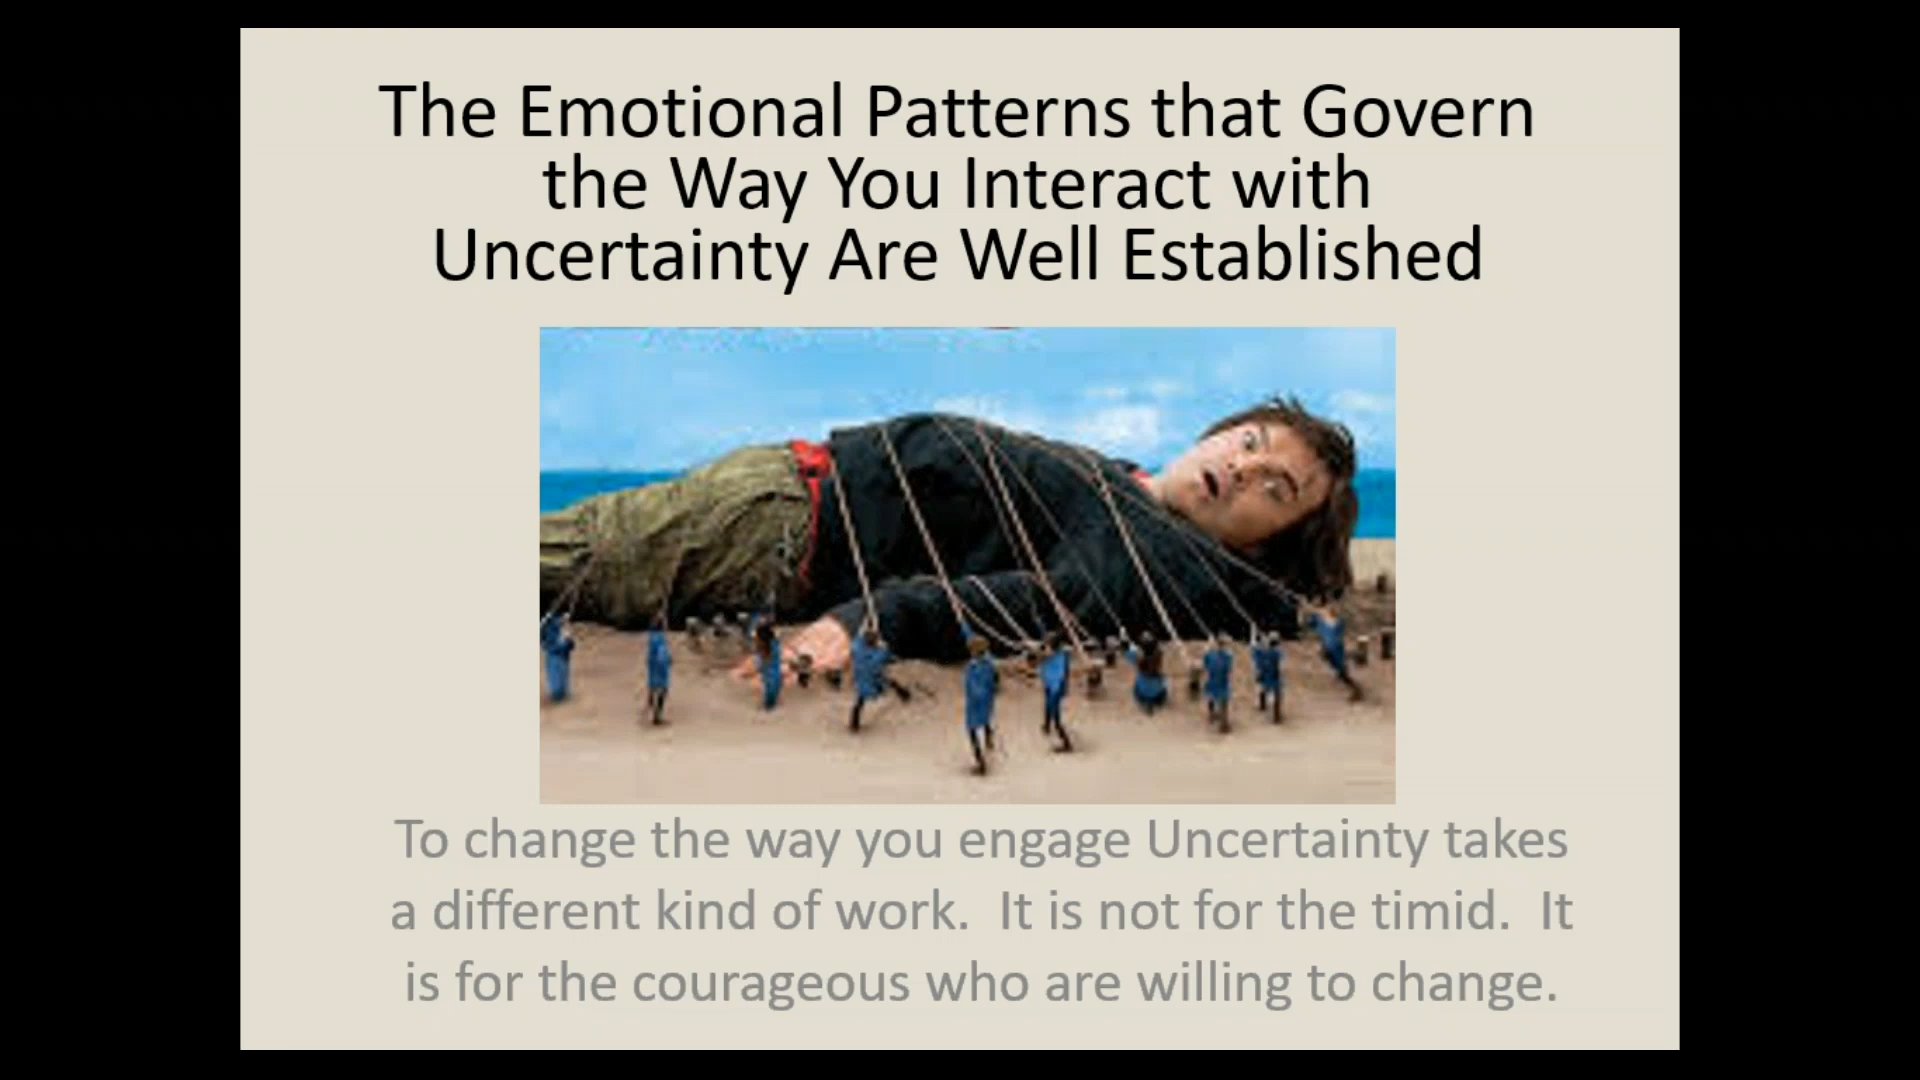 The Emotional Patterns that Govern
the Way You Interact with
Uncertainty Are Well Established
To change the way you engage Uncertainty takes
a different kind of work.  It is not for the timid.  It
is for the courageous who are willing to change.